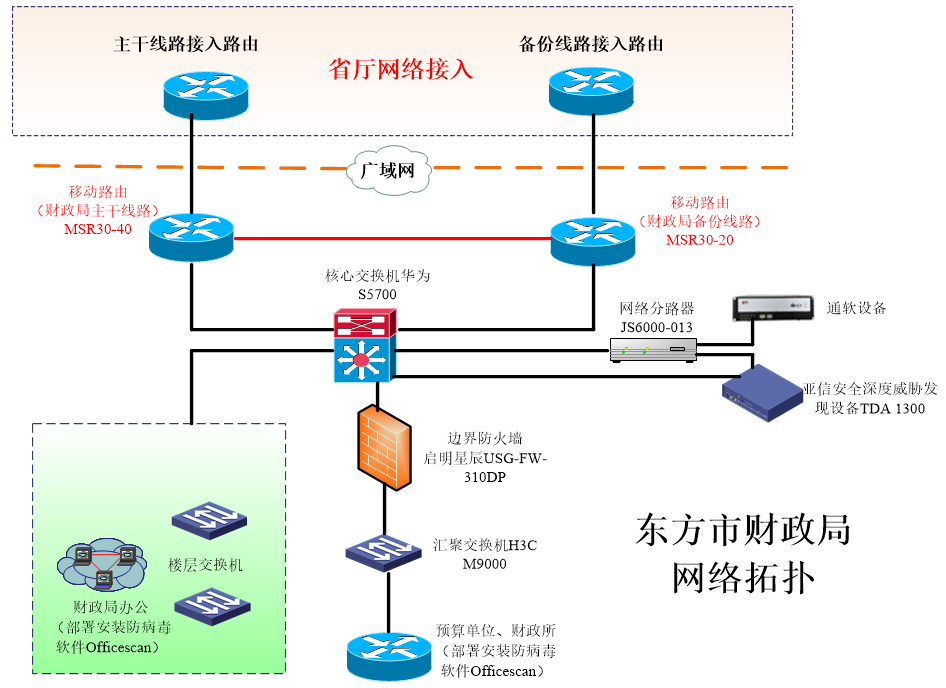 主干线路接入路由
备份线路接入路由
省厅网络接入
广域网
移动路由
（财政局主干线路）
MSR30-40
移动路由
（财政局备份线路）
MSR30-20
核心交换机华为
S5700
网络分路器
JS6000-013
通软设备
亚信安全深度威胁发
现设备TDA 1300
边界防火墙
启明星辰USG-FW-
310DP
汇聚交换机H3C
M9000
楼层交换机
财政局办公
（部署安装防病毒
软件Officescan）
预算单位、财政所
（部署安装防病毒
软件Officescan）
东方市财政局
网络拓扑